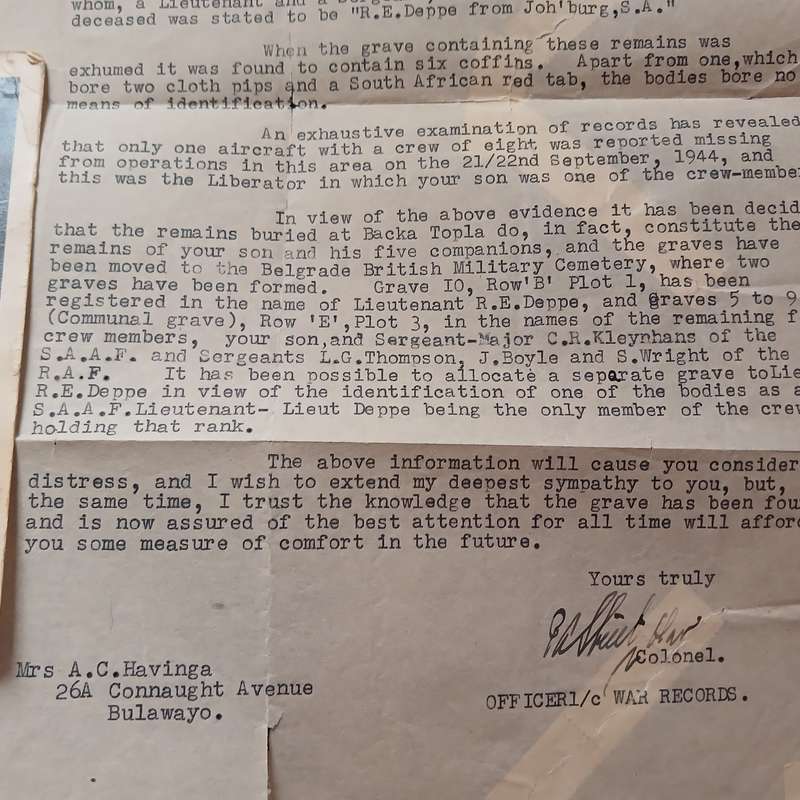 whom, a Lieutenant and a
deceased was stated to be "R.E.Deppe from Joh'burg,S.A."
When the grave containing these remains was
exhumed it was found to contain six coffins. Apart from one,which
bore two cloth pips and a South African red tab, the bodies bore no
means of identification.
An exhaustive examination of records has revealed
that only one aircraft with a crew of eight was reported missing
from operations in this area on the 21/22nd September, 1944, and
this was the Liberator in which your son was one of the crew-membe
In view of the above evidence it has been decid
that the remains buried at Backa Topla do, in fact, constitute the
remains of your son and his five companions, and the graves have
been moved to the Belgrade British Military Cemetery, where two
graves have been formed. Grave IO, Row'B' Plot 1, has been
registered in the name of Lieutenant R.E.Deppe, and graves 5 to 9
(Communal grave), Row 'E',Plot 3, in the names of the remaining f
crew members, your son,and Sergeant-Major C.R.Kleynhans of the
S.A.A.F. and Sergeants L.G.Thompson, J.Boyle and S.Wright of the
R.A.F. It has been possible to allocate a separate grave toLie
R.E.Deppe in view of the identification of one of the bodies as a
S.A.A.F.Lieutenant- Lieut Deppe being the only member of the crew
holding that rank.
The above information will cause you consider
distress, and I wish to extend my deepest sympathy to you, but,
the same time, I trust the knowledge that the grave has been fou
and is now assured of the best attention for all time will affor
you some measure of comfort in the future.
Yours truly
Colonel.
OFFICER1/c WAR RECORDS.
Mrs A.C.Havinga
26A Connaught Avenue
Bulawayo.